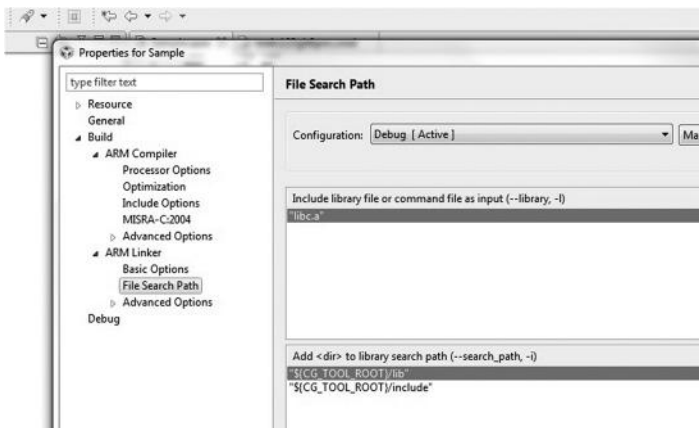 Properties for Sample
type filter text
Resource
General
Build
ARM Compiler
Processor Options
Optimization
Include Options
MISRA-C:2004
Advanced Options
ARM Linker
Basic Options
File Search Path
Advanced Options
Debug
File Search Path
Configuration: Debug [ Active ]
Ma
Include library file or command file as input (--library, -l)
"libc.a"
Add <dir> to library search path (--search_path, -i)
"${CG_TOOL_ROOT}/lib"
"${CG_TOOL_ROOT}/include"